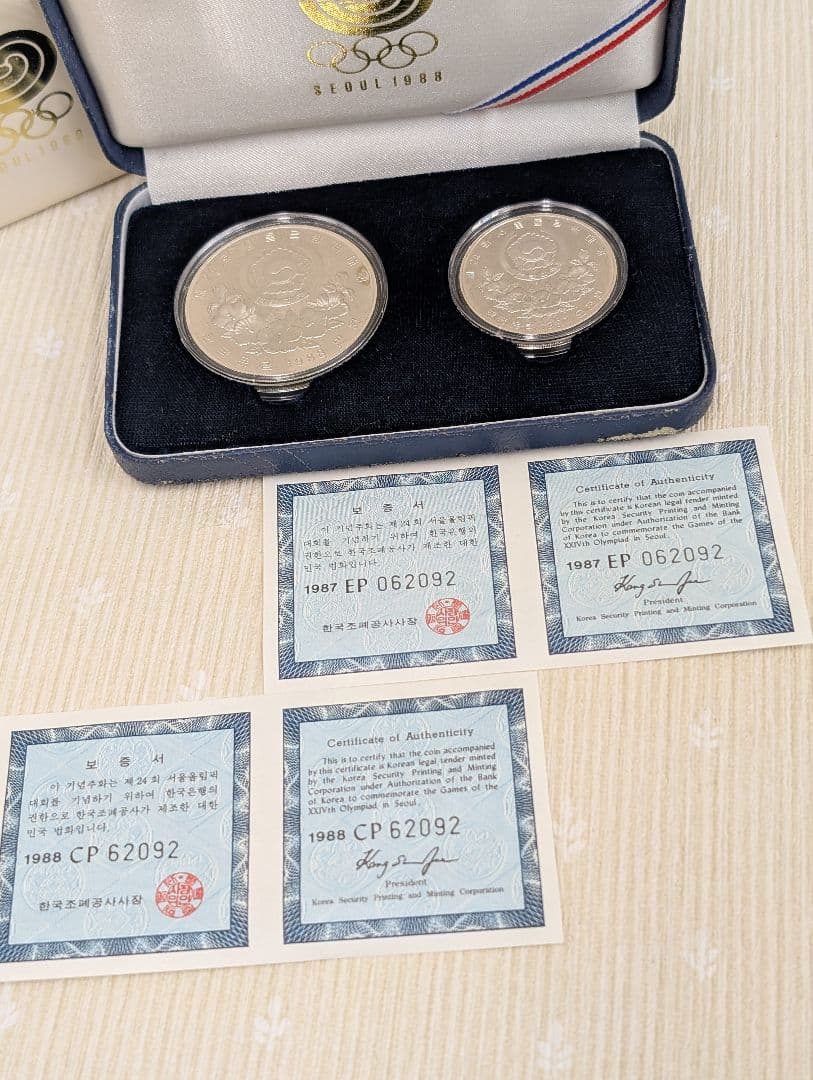 SEOUL 1988
보 증 서
이 기념주화는 제24회 서울올림픽
대회를 기념하기 위하여 한국은행의
권한으로 한국조폐공사가 제조한 대한
민국 법화입니다.
1987 EP 062092
한국조폐공사사장
Certificate of Authenticity
This is to certify that the coin accompanied
by this certificate is Korean legal tender minted
by the Korea Security Printing and Minting
Corporation under Authorization of the Bank
of Korea to commemorate the Games of the
XXIVth Olympiad in Seoul.
1987 EP 062092
President
Korea Security Printing and Minting Corporation
보 증 서
이 기념주화는 제24회 서울올림픽
대회를 기념하기 위하여 한국은행의
권한으로 한국조폐공사가 제조한 대한
민국 법화입니다.
1988 CP 62092
한국조폐공사사장
Certificate of Authenticity
This is to certify that the coin accompanied
by this certificate is Korean legal tender minted
by the Korea Security Printing and Minting
Corporation under Authorization of the Bank
of Korea to commemorate the Games of the
XXIVth Olympiad in Seoul.
1988 CP 62092
President
Korea Security Printing and Minting Corporation